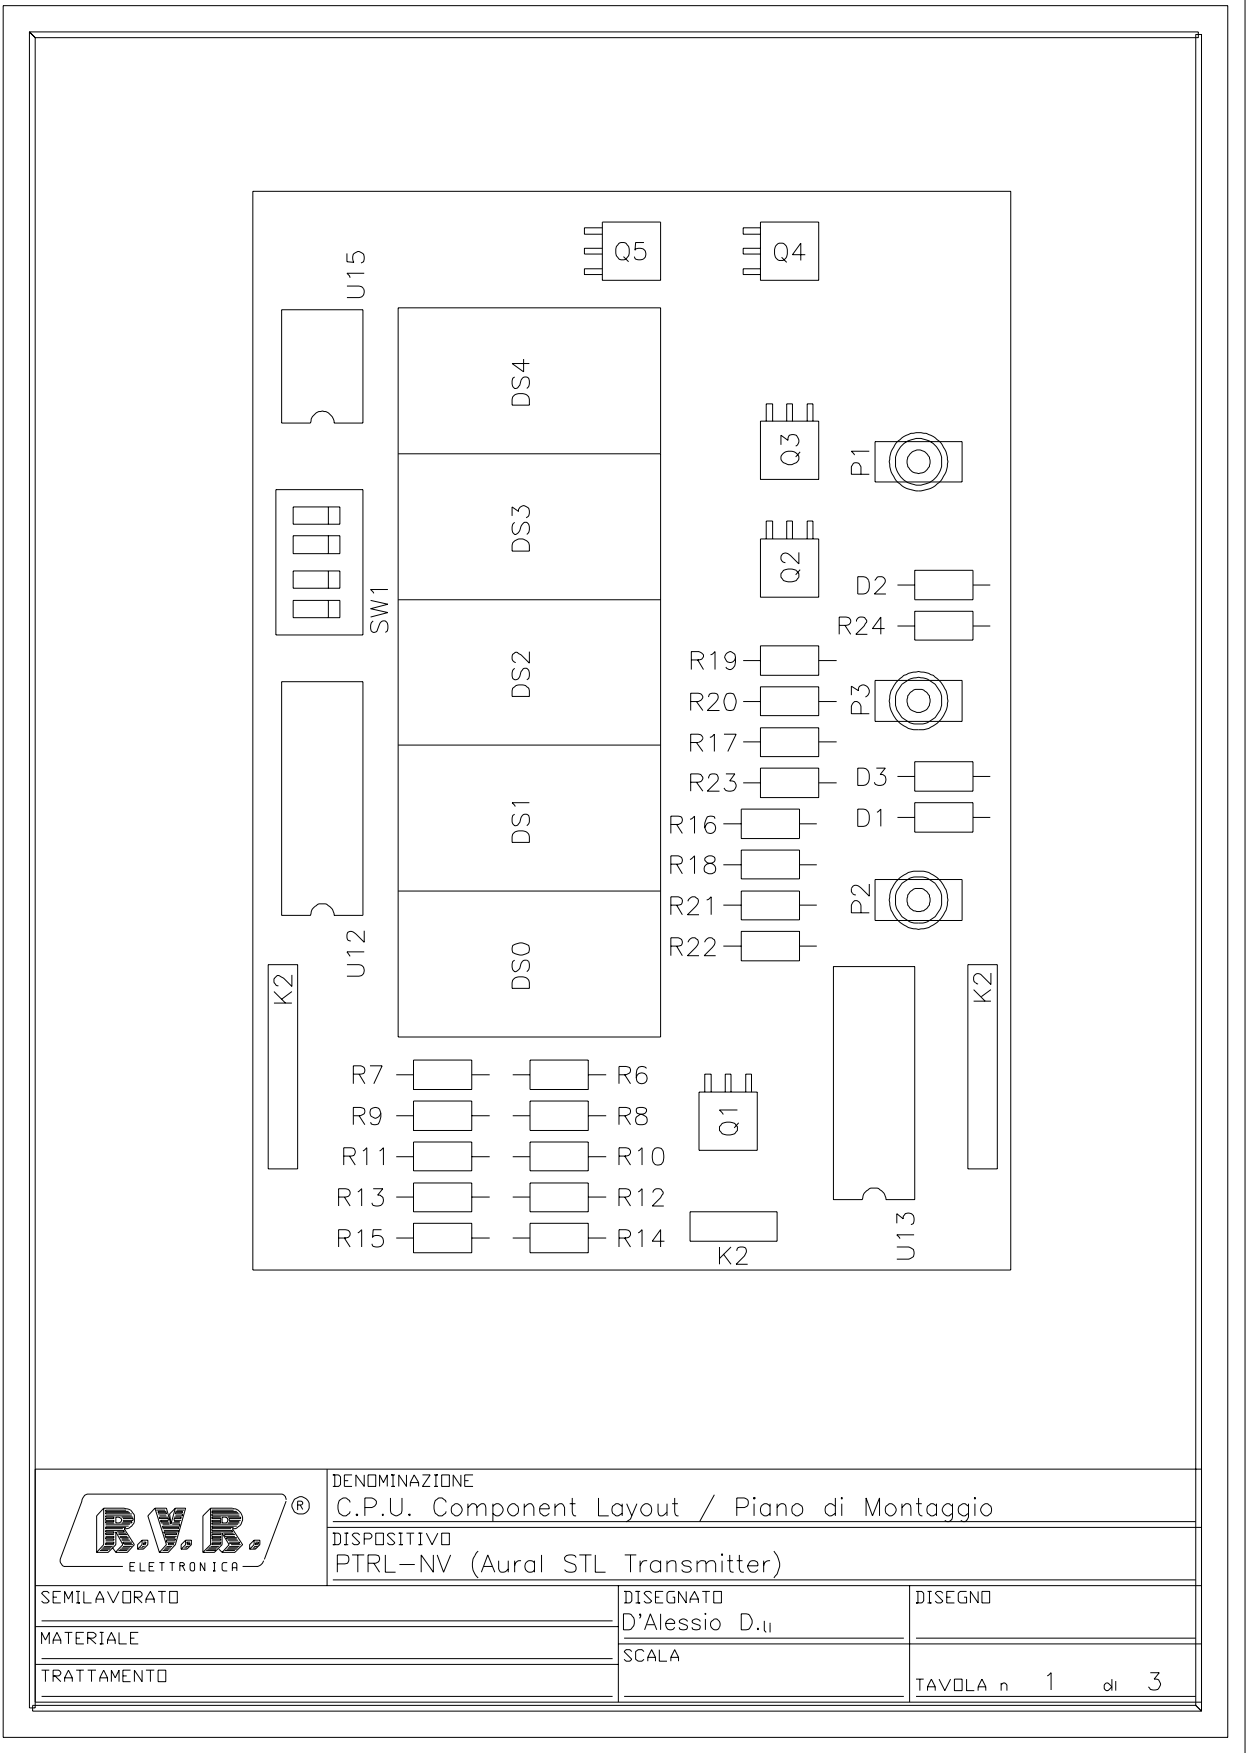 Q5
Q4
U15
DS4
Q3
P1
DS3
Q2
D2
SW1
R24
R19
DS2
R20
P3
R17
R23
D3
DS1
R16
D1
R18
R21
P2
R22
U12
DS0
K2
K2
R7
R6
R9
R8
Q1
R11
R10
R13
R12
R15
R14
U13
K2
R.V.R. ®
ELETTRONICA
DENOMINAZIONE
C.P.U. Component Layout / Piano di Montaggio
DISPOSITIVO
PTRL-NV (Aural STL Transmitter)
SEMILAVORATO
MATERIALE
TRATTAMENTO
DISEGNATO
D'Alessio D.
SCALA
DISEGNO
TAVOLA n 1 di 3